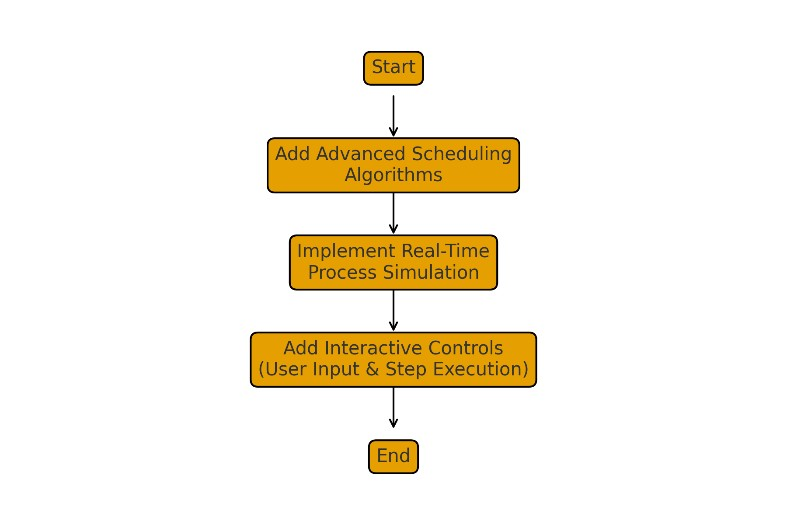 Start
Add Advanced Scheduling
Algorithms
Implement Real-Time
Process Simulation
Add Interactive Controls
(User Input & Step Execution)
End